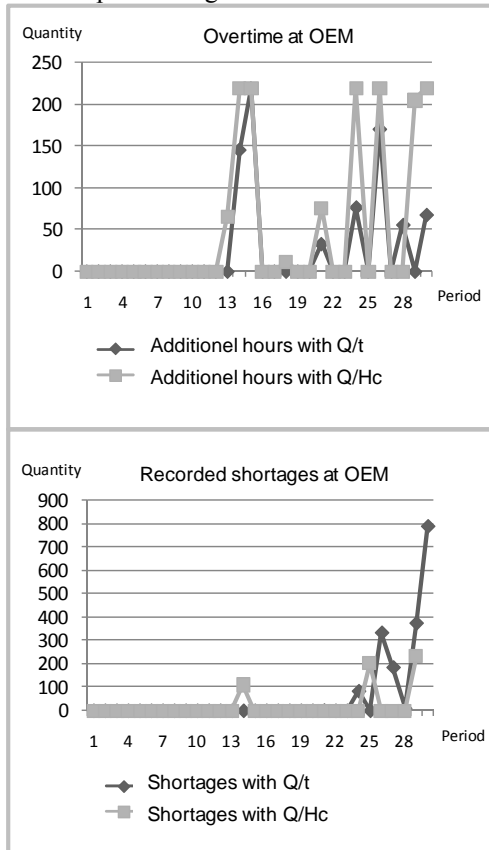 Quantity
Overtime at OEM
250
200
150
100
50
0
1 4 7 10 13 16 19 22 25 28
Period
Additionel hours with Q/t
Additionel hours with Q/Hc
Quantity
Recorded shortages at OEM
900
800
700
600
500
400
300
200
100
0
1 4 7 10 13 16 19 22 25 28
Period
Shortages with Q/t
Shortages with Q/Hc